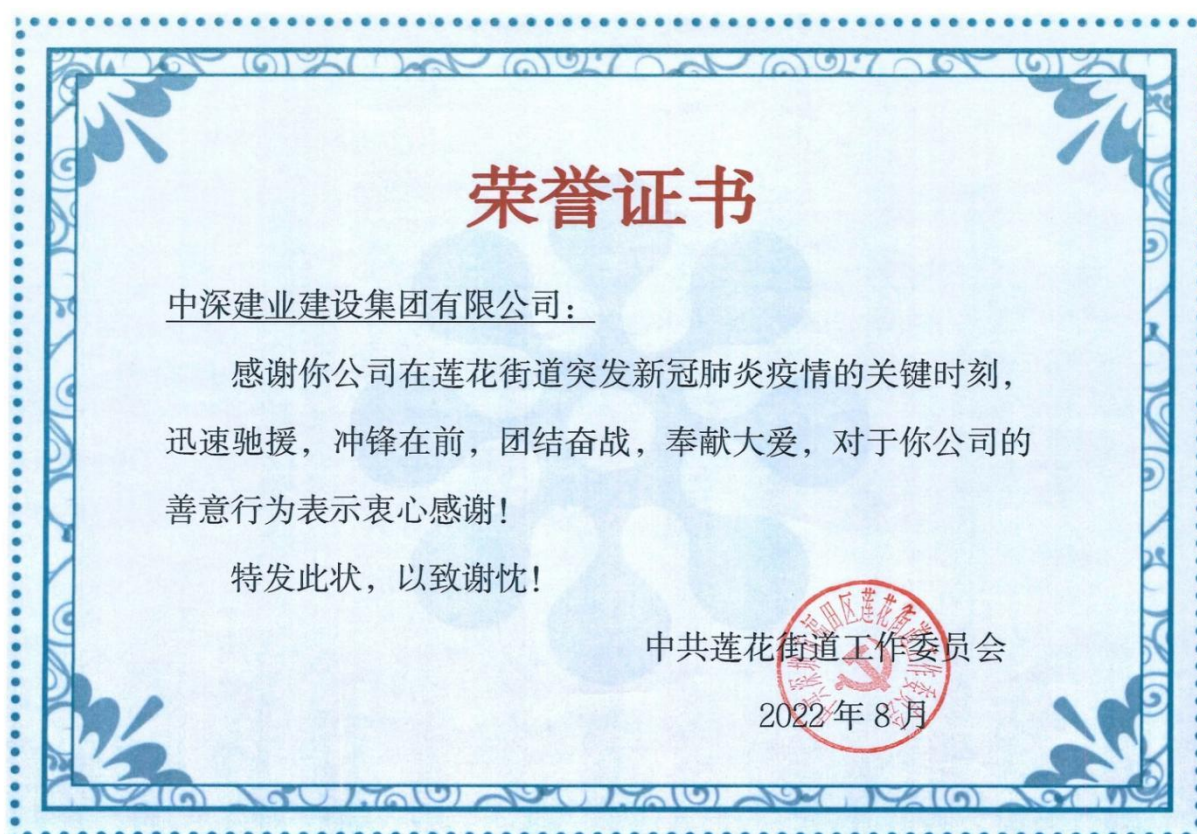 荣誉证书
中深建业建设集团有限公司：
感谢你公司在莲花街道突发新冠肺炎疫情的关键时刻，
迅速驰援，冲锋在前，团结奋战，奉献大爱，对于你公司的
善意行为表示衷心感谢！
特发此状，以致谢忱！
中共莲花街道工作委员会
2022 年 8 月